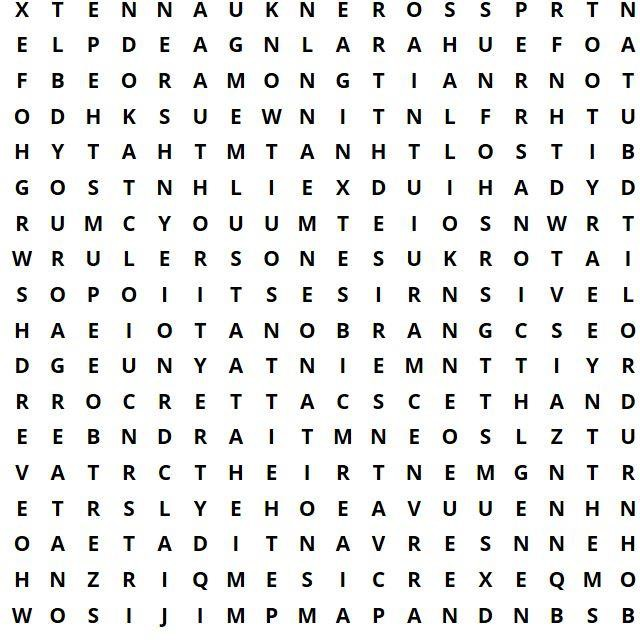 X T E N N A U K N E R O S S P R T N
E L P D E A G N L A R A H U E F O A
F B E O R A M O N G T I A N R N O T
O D H K S U E W N I T N L F R H T U
H Y T A H T M T A N H T L O S T I B
G O S T N H L I E X D U I H A D Y D
R U M C Y O U U M T E I O S N W R T
W R U L E R S O N E S U K R O T A I
S O P O I I T S E S I R N S I V E L
H A E I O T A N O B R A N G C S E O
D G E U N Y A T N I E M N T T I Y R
R R O C R E T T A C S C E T H A N D
E E B N D R A I T M N E O S L Z T U
V A T R C T H E I R T N E M G N T R
E T R S L Y E H O E A V U U E N H N
O A E T A D I T N A V R E S N N E H
H N Z R I Q M E S I C R E X E Q M O
W O S I J I M P M A P A N D N B S B